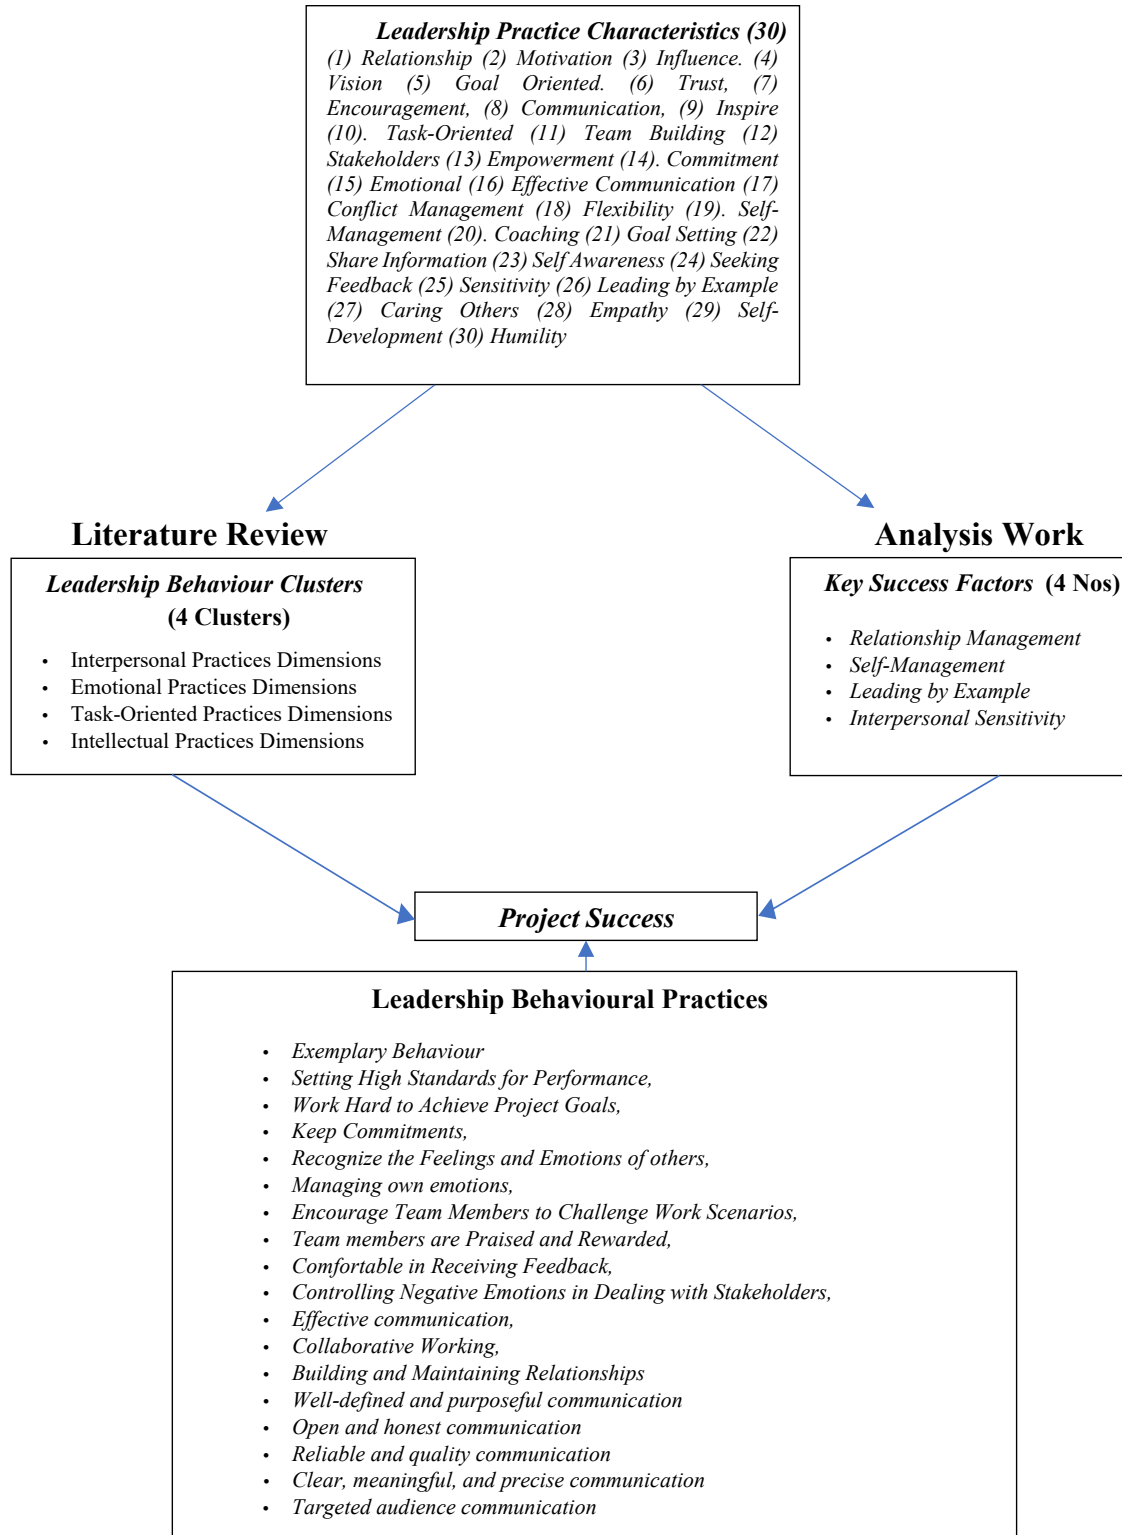 Leadership Practice Characteristics (30)
(1) Relationship (2) Motivation (3) Influence. (4)
Vision (5) Goal Oriented. (6) Trust, (7)
Encouragement, (8) Communication, (9) Inspire
(10). Task-Oriented (11) Team Building (12)
Stakeholders (13) Empowerment (14). Commitment
(15) Emotional (16) Effective Communication (17)
Conflict Management (18) Flexibility (19). Self-
Management (20). Coaching (21) Goal Setting (22)
Share Information (23) Self Awareness (24) Seeking
Feedback (25) Sensitivity (26) Leading by Example
(27) Caring Others (28) Empathy (29) Self-
Development (30) Humility
Literature Review
Leadership Behaviour Clusters
(4 Clusters)
• Interpersonal Practices Dimensions
• Emotional Practices Dimensions
• Task-Oriented Practices Dimensions
• Intellectual Practices Dimensions
Analysis Work
Key Success Factors (4 Nos)
• Relationship Management
• Self-Management
• Leading by Example
• Interpersonal Sensitivity
Project Success
Leadership Behavioural Practices
• Exemplary Behaviour
• Setting High Standards for Performance,
• Work Hard to Achieve Project Goals,
• Keep Commitments,
• Recognize the Feelings and Emotions of others,
• Managing own emotions,
• Encourage Team Members to Challenge Work Scenarios,
• Team members are Praised and Rewarded,
• Comfortable in Receiving Feedback,
• Controlling Negative Emotions in Dealing with Stakeholders,
• Effective communication,
• Collaborative Working,
• Building and Maintaining Relationships
• Well-defined and purposeful communication
• Open and honest communication
• Reliable and quality communication
• Clear, meaningful, and precise communication
• Targeted audience communication